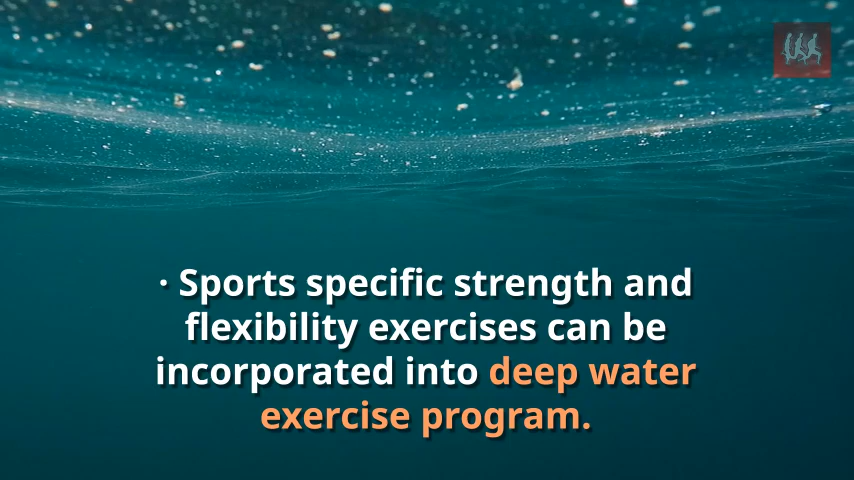 · Sports specific strength and
flexibility exercises can be
incorporated into deep water
exercise program.